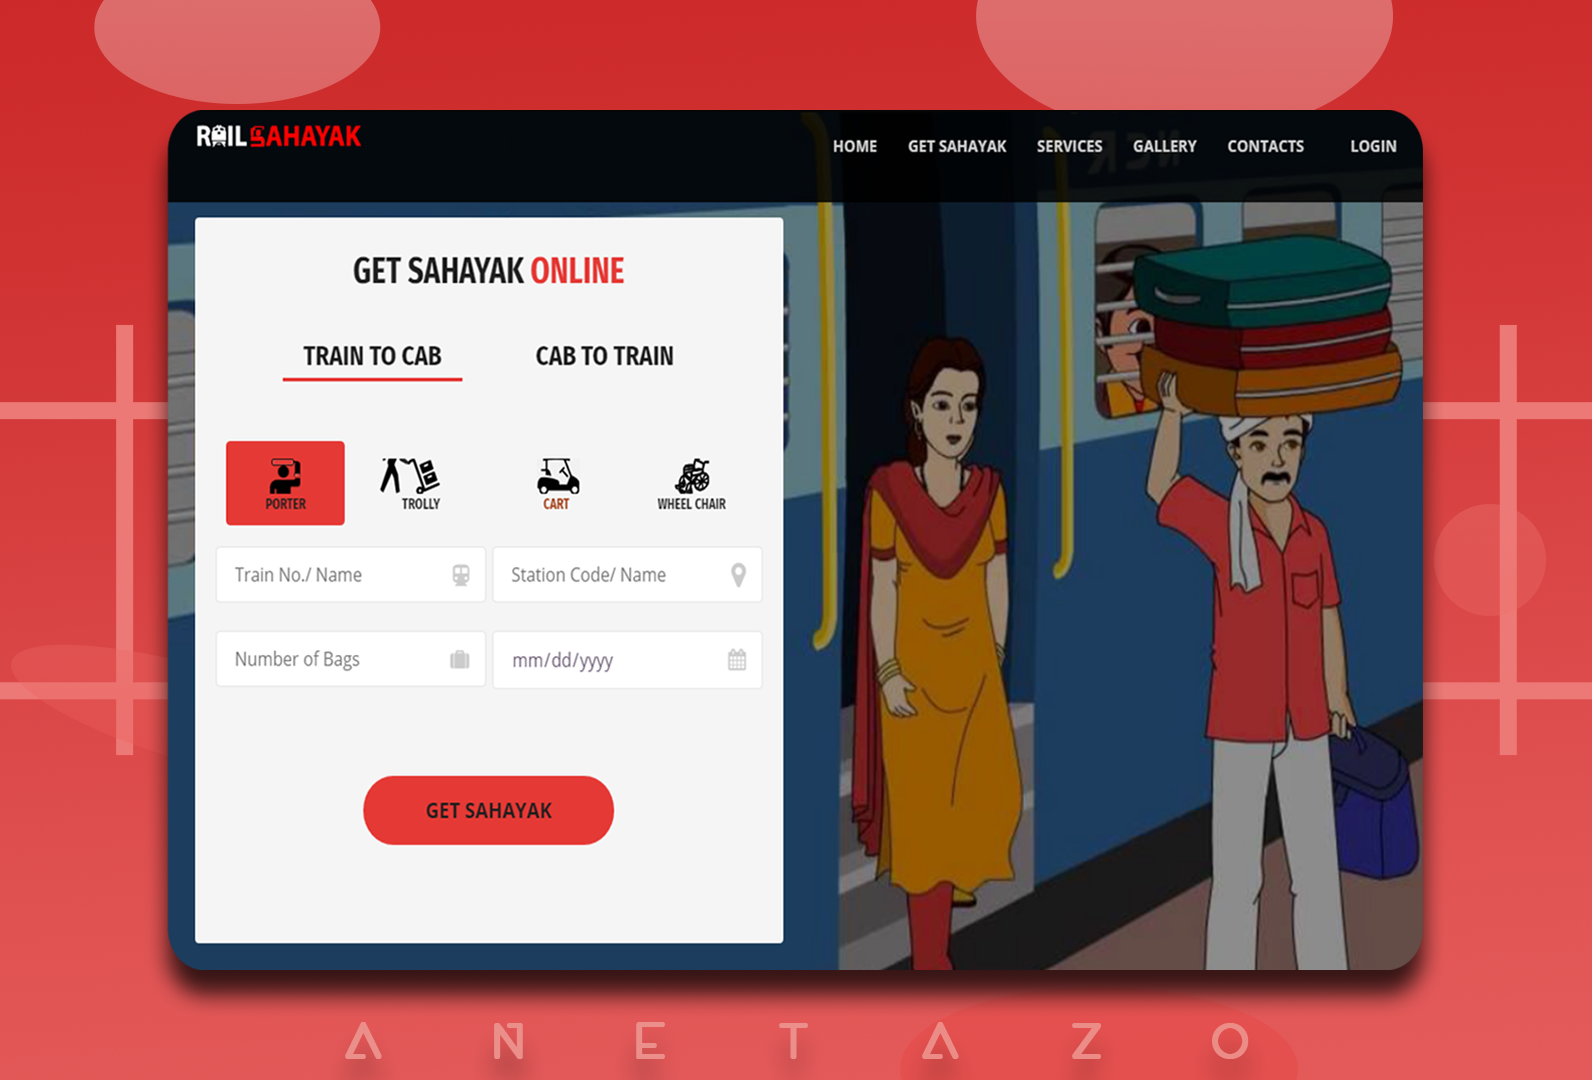 RAIL SAHAYAK
HOME GET SAHAYAK SERVICES GALLERY CONTACTS LOGIN
GET SAHAYAK ONLINE
TRAIN TO CAB CAB TO TRAIN
PORTER TROLLY CART WHEEL CHAIR
Train No./ Name Station Code/ Name
Number of Bags mm/dd/yyyy
GET SAHAYAK
ANETAZO